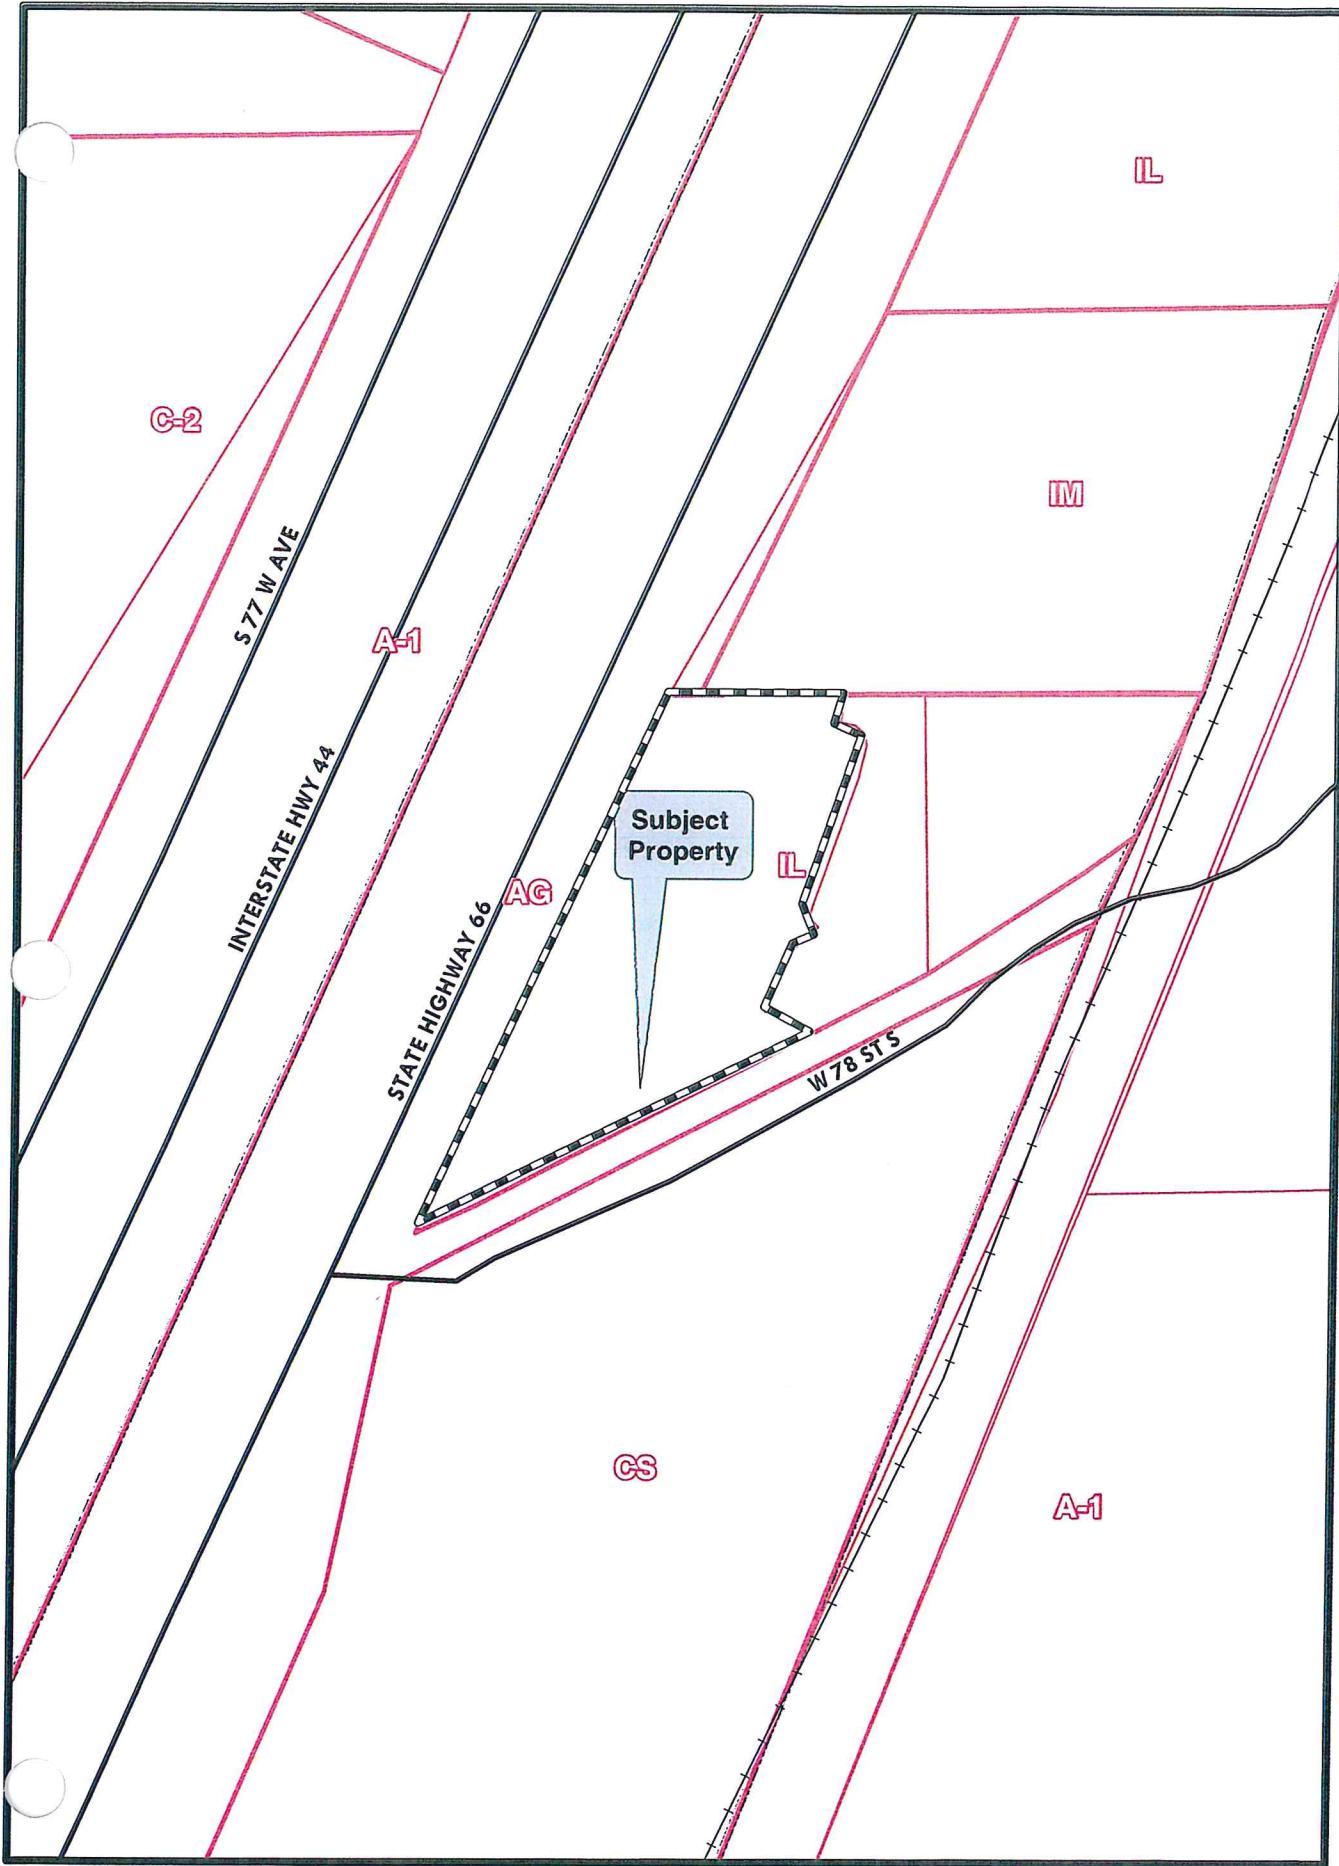 IL
C-2
IM
S 77 W AVE
A-1
INTERSTATE HWY 44
Subject
Property
IL
AG
STATE HIGHWAY 66
W 78 ST S
CS
A-1